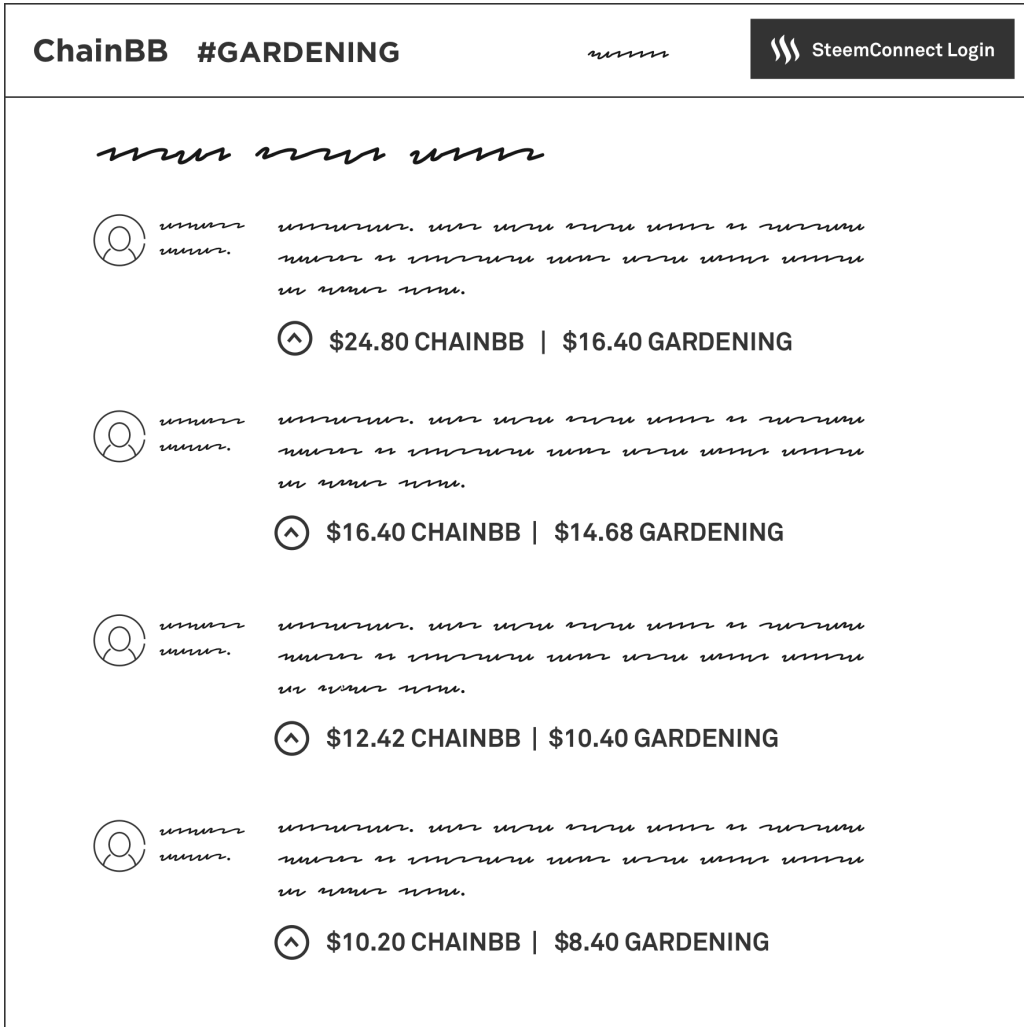 ChainBB #GARDENING SteemConnect Login
$24.80 CHAINBB | $16.40 GARDENING
$16.40 CHAINBB | $14.68 GARDENING
$12.42 CHAINBB | $10.40 GARDENING
$10.20 CHAINBB | $8.40 GARDENING